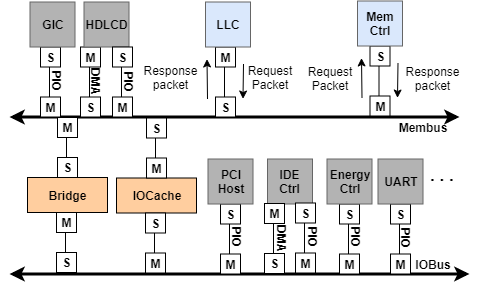 GIC
HDLCD
LLC
Mem
Ctrl
S
M
S
M
S
PIO
DMA
PIO
Response
packet
Request
Packet
Request
Packet
Response
packet
M
S
M
S
M
Membus
M
S
S
M
Bridge
IOCache
PCI
Host
IDE
Ctrl
Energy
Ctrl
UART
. . .
M
S
S
M
S
S
S
PIO
DMA
PIO
PIO
PIO
S
M
M
S
M
M
M
IOBus